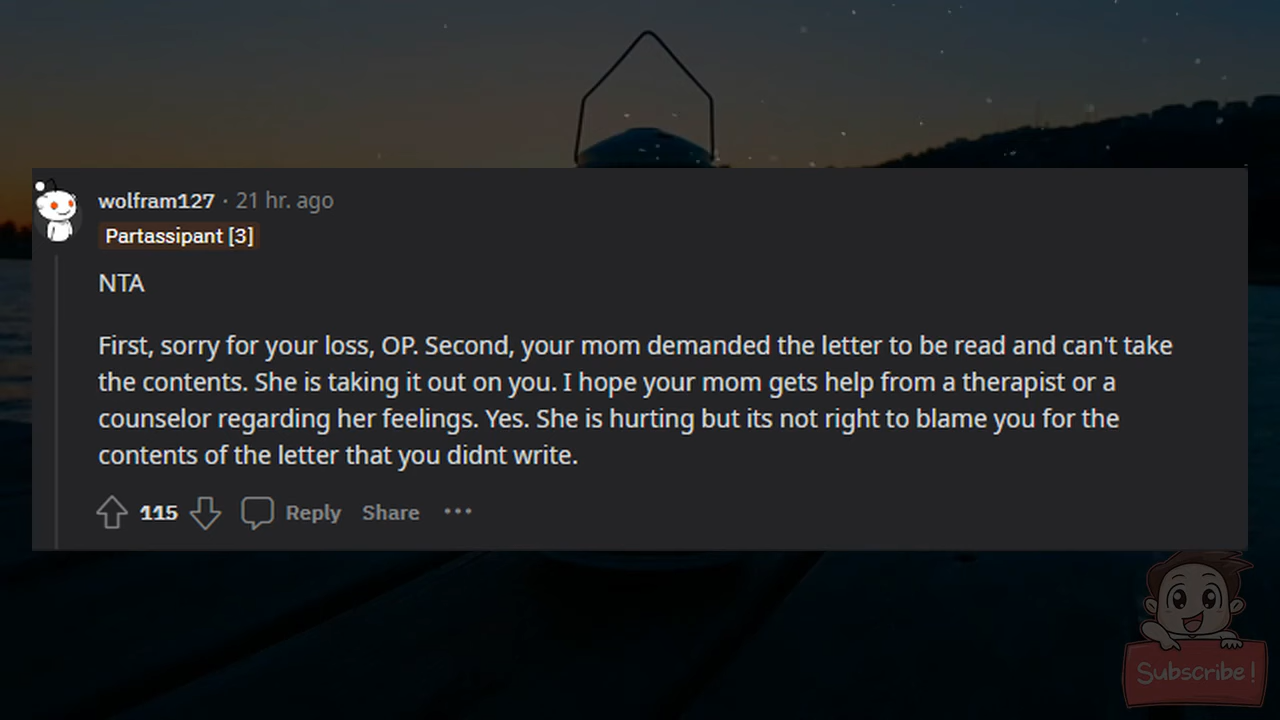 wolfram127 · 21 hr. ago
Partassipant [3]
NTA
First, sorry for your loss, OP. Second, your mom demanded the letter to be read and can't take
the contents. She is taking it out on you. I hope your mom gets help from a therapist or a
counselor regarding her feelings. Yes. She is hurting but its not right to blame you for the
contents of the letter that you didnt write.
115 Reply Share ···
Subscribe!